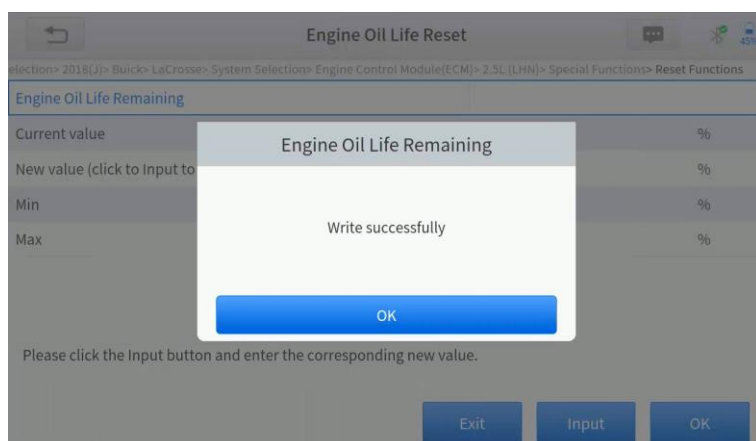 Engine Oil Life Reset
45%
election> 2018(J)> Buick> LaCrosse> System Selection> Engine Control Module(ECM)> 2.5L (LHN)> Special Functions> Reset Functions
Engine Oil Life Remaining
Current value %
New value (click to Input to %
Min %
Max %
Engine Oil Life Remaining
Write successfully
OK
Please click the Input button and enter the corresponding new value.
Exit Input OK